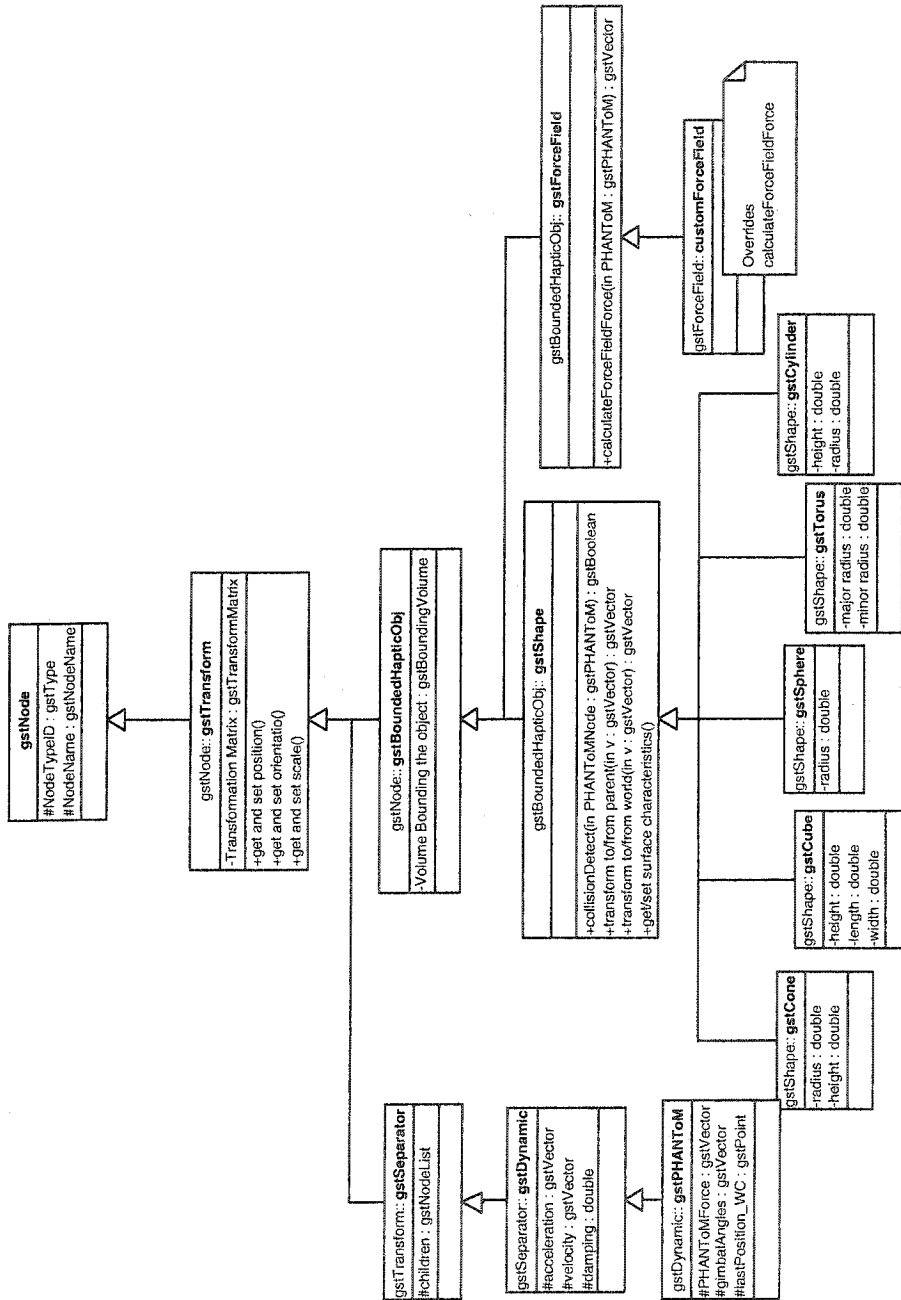 gstNode
#NodeTypeID : gstType
#NodeName : gstNodeName
gstNode:: gstTransform
-Transformation Matrix : gstTransformMatrix
+get and set position()
+get and set orientatio()
+get and set scale()
gstTransform:: gstSeparator
#children : gstNodeList
gstNode:: gstBoundedHapticObj
-Volume Bounding the object : gstBoundingVolume
gstSeparator:: gstDynamic
#acceleration : gstVector
#velocity : gstVector
#damping : double
gstBoundedHapticObj:: gstShape
+collisionDetect(in PHANToMNode : gstPHANToM) : gstBoolean
+transform to/from parent(in v : gstVector) : gstVector
+transform to/from world(in v : gstVector) : gstVector
+get/set surface characteristics()
gstBoundedHapticObj:: gstForceField
+calculateForceFieldForce(in PHANToM : gstPHANToM) : gstVector
gstDynamic:: gstPHANToM
#PHANToMForce : gstVector
#gimbalAngles : gstVector
#lastPosition_WC : gstPoint
gstForceField:: customForceField
Overrides
calculateForceFieldForce
gstShape:: gstCone
-radius : double
-height : double
gstShape:: gstCube
-height : double
-length : double
-width : double
gstShape:: gstSphere
-radius : double
gstShape:: gstTorus
-major radius : double
-minor radius : double
gstShape:: gstCylinder
-height : double
-radius : double